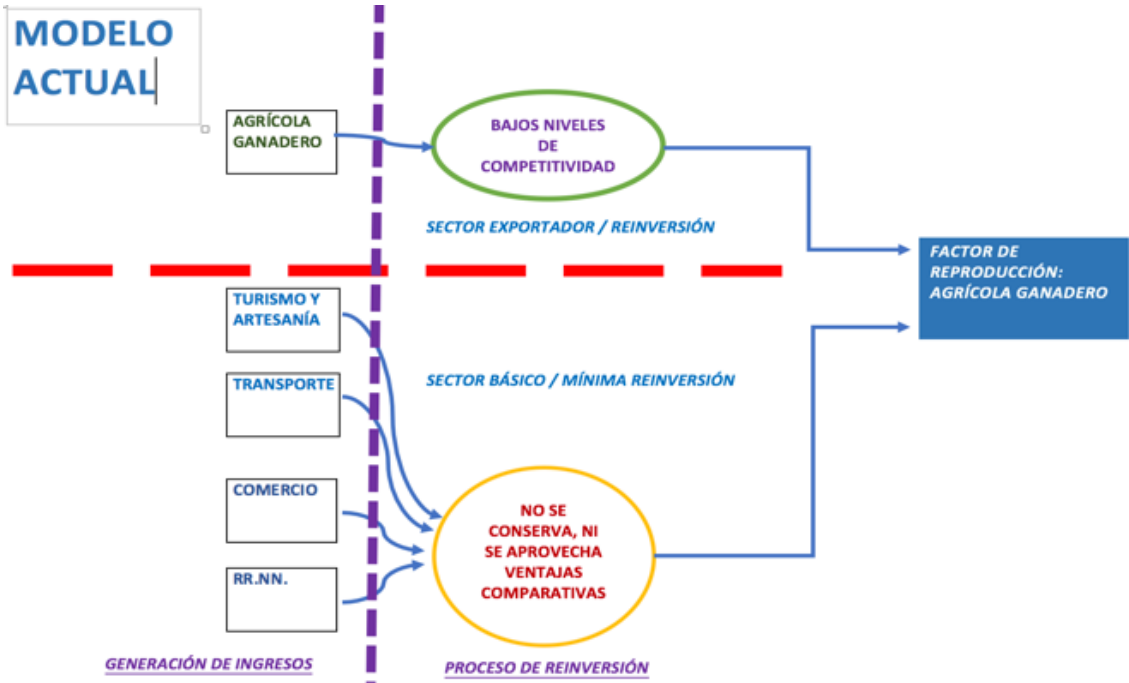 MODELO
ACTUAL
AGRÍCOLA
GANADERO
BAJOS NIVELES
DE
COMPETITIVIDAD
SECTOR EXPORTADOR / REINVERSIÓN
FACTOR DE
REPRODUCCIÓN:
AGRÍCOLA GANADERO
TURISMO Y
ARTESANÍA
SECTOR BÁSICO / MÍNIMA REINVERSIÓN
TRANSPORTE
COMERCIO
NO SE
CONSERVA, NI
SE APROVECHA
VENTAJAS
COMPARATIVAS
RR.NN.
GENERACIÓN DE INGRESOS
PROCESO DE REINVERSIÓN